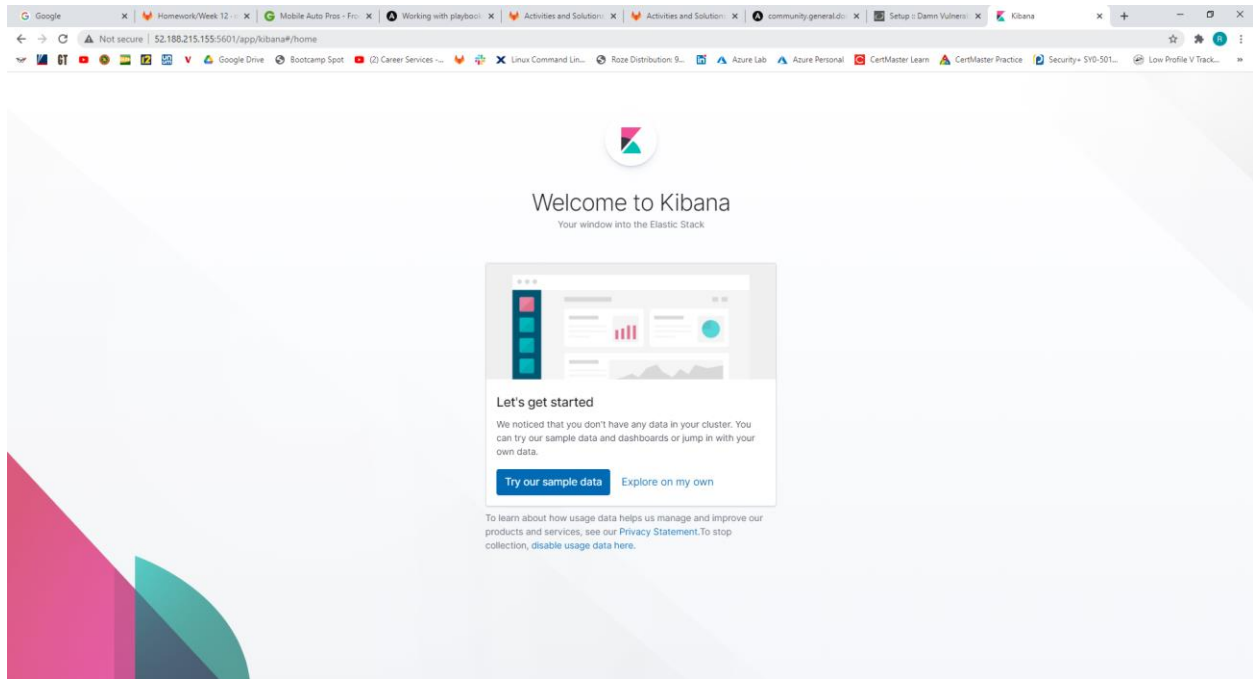 Google
Homework/Week 12 -
Mobile Auto Pros - Fro
Working with playbook
Activities and Solutions
Activities and Solutions
community.general.do
Setup :: Damn Vulnerab
Kibana
Not secure | 52.188.215.155:5601/app/kibana#/home
GT
V
Google Drive
Bootcamp Spot
(2) Career Services -...
Linux Command Lin...
Roze Distribution: 9...
Azure Lab
Azure Personal
CertMaster Learn
CertMaster Practice
Security+ SY0-501...
Low Profile V Track...
Welcome to Kibana
Your window into the Elastic Stack
Let's get started
We noticed that you don't have any data in your cluster. You
can try our sample data and dashboards or jump in with your
own data.
Try our sample data
Explore on my own
To learn about how usage data helps us manage and improve our
products and services, see our Privacy Statement.To stop
collection, disable usage data here.